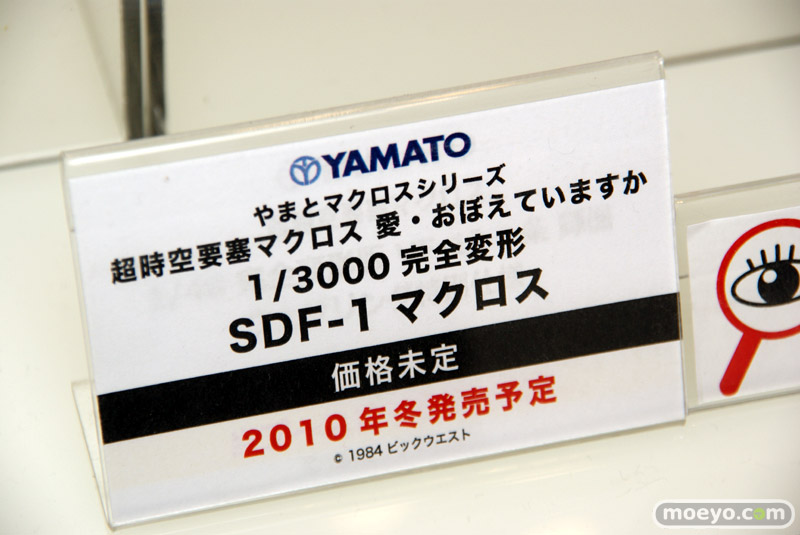 YAMATO
やまとマクロスシリーズ
超時空要塞マクロス 愛・おぼえていますか
1/3000 完全変形
SDF-1 マクロス
価格未定
2010年冬発売予定
© 1984 ビックウエスト
moeyo.com